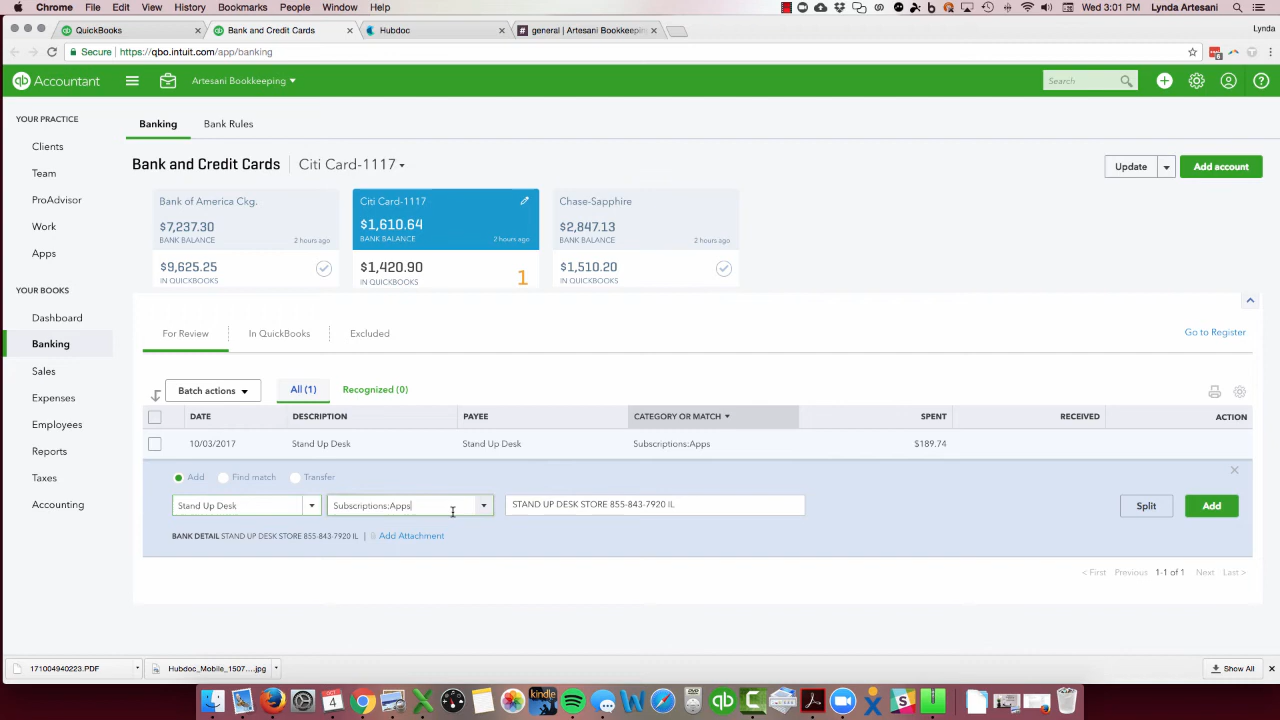 Chrome File Edit View History Bookmarks People Window Help Wed 3:01 PM Lynda Artesani
QuickBooks × Bank and Credit Cards × Hubdoc × general | Artesani Bookkeepin × Lynda
Secure https://qbo.intuit.com/app/banking
qb Accountant Artesani Bookkeeping Search
YOUR PRACTICE
Clients
Team
ProAdvisor
Work
Apps
YOUR BOOKS
Dashboard
Banking
Sales
Expenses
Employees
Reports
Taxes
Accounting
Banking Bank Rules
Bank and Credit Cards Citi Card-1117 Update Add account
Bank of America Ckg. Citi Card-1117 Chase-Sapphire
$7,237.30 $1,610.64 $2,847.13
BANK BALANCE 2 hours ago BANK BALANCE 2 hours ago BANK BALANCE 2 hours ago
$9,625.25 $1,420.90 1 $1,510.20
IN QUICKBOOKS IN QUICKBOOKS IN QUICKBOOKS
For Review In QuickBooks Excluded Go to Register
Batch actions All (1) Recognized (0)
DATE DESCRIPTION PAYEE CATEGORY OR MATCH SPENT RECEIVED ACTION
10/03/2017 Stand Up Desk Stand Up Desk Subscriptions:Apps $189.74
Add Find match Transfer
Stand Up Desk Subscriptions:Apps STAND UP DESK STORE 855-843-7920 IL Split Add
BANK DETAIL STAND UP DESK STORE 855-843-7920 IL | Add Attachment
< First Previous 1-1 of 1 Next Last >
171004940223.PDF Hubdoc_Mobile_1507....jpg Show All